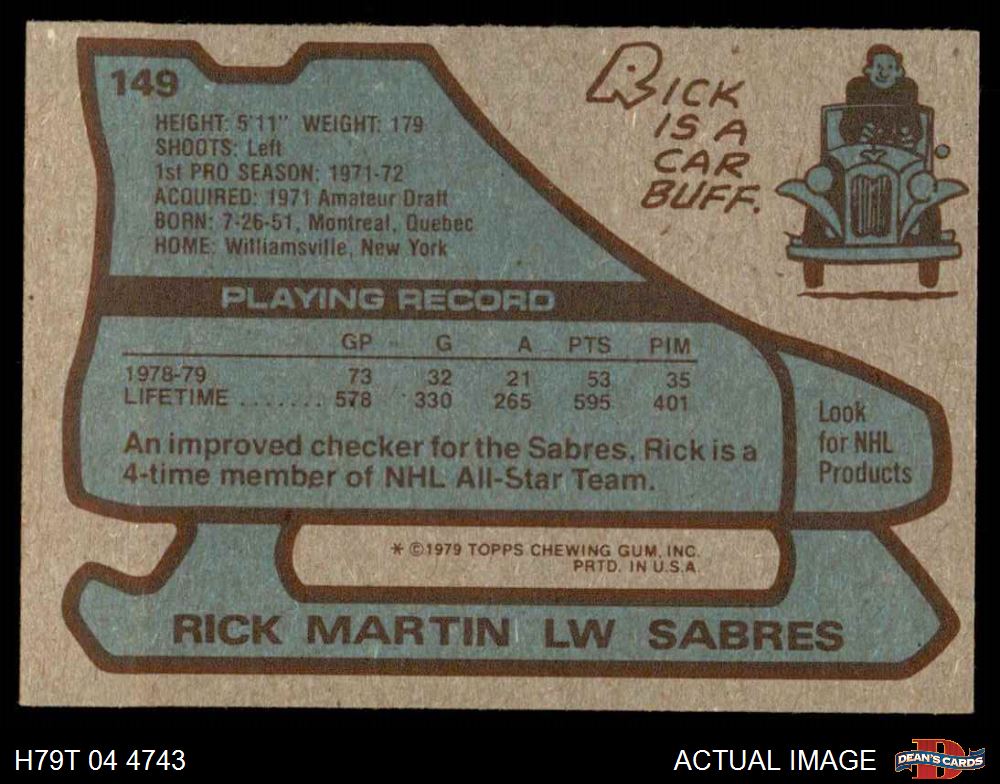 149
HEIGHT: 5'11" WEIGHT: 179
SHOOTS: Left
1st PRO SEASON: 1971-72
ACQUIRED: 1971 Amateur Draft
BORN: 7-26-51, Montreal, Quebec
HOME: Williamsville, New York
RICK
IS A
CAR
BUFF.
PLAYING RECORD
GP G A PTS PIM
1978-79 73 32 21 53 35
LIFETIME ....... 578 330 265 595 401
An improved checker for the Sabres, Rick is a
4-time member of NHL All-Star Team.
Look
for NHL
Products
* ©1979 TOPPS CHEWING GUM, INC.
PRTD. IN U.S.A.
RICK MARTIN LW SABRES
H79T 04 4743
ACTUAL IMAGE
D
DEAN'S CARDS